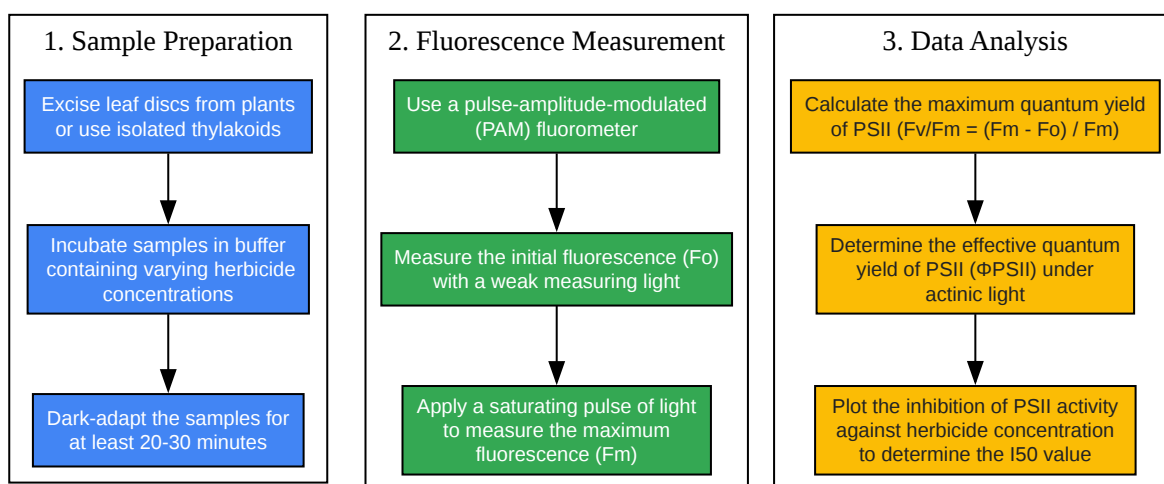 1. Sample Preparation
Excise leaf discs from plants
or use isolated thylakoids
Incubate samples in buffer
containing varying herbicide
concentrations
Dark-adapt the samples for
at least 20-30 minutes
2. Fluorescence Measurement
Use a pulse-amplitude-modulated
(PAM) fluorometer
Measure the initial fluorescence (Fo)
with a weak measuring light
Apply a saturating pulse of light
to measure the maximum
fluorescence (Fm)
3. Data Analysis
Calculate the maximum quantum yield
of PSII (Fv/Fm = (Fm - Fo) / Fm)
Determine the effective quantum
yield of PSII (ΦPSII) under
actinic light
Plot the inhibition of PSII activity
against herbicide concentration
to determine the I50 value